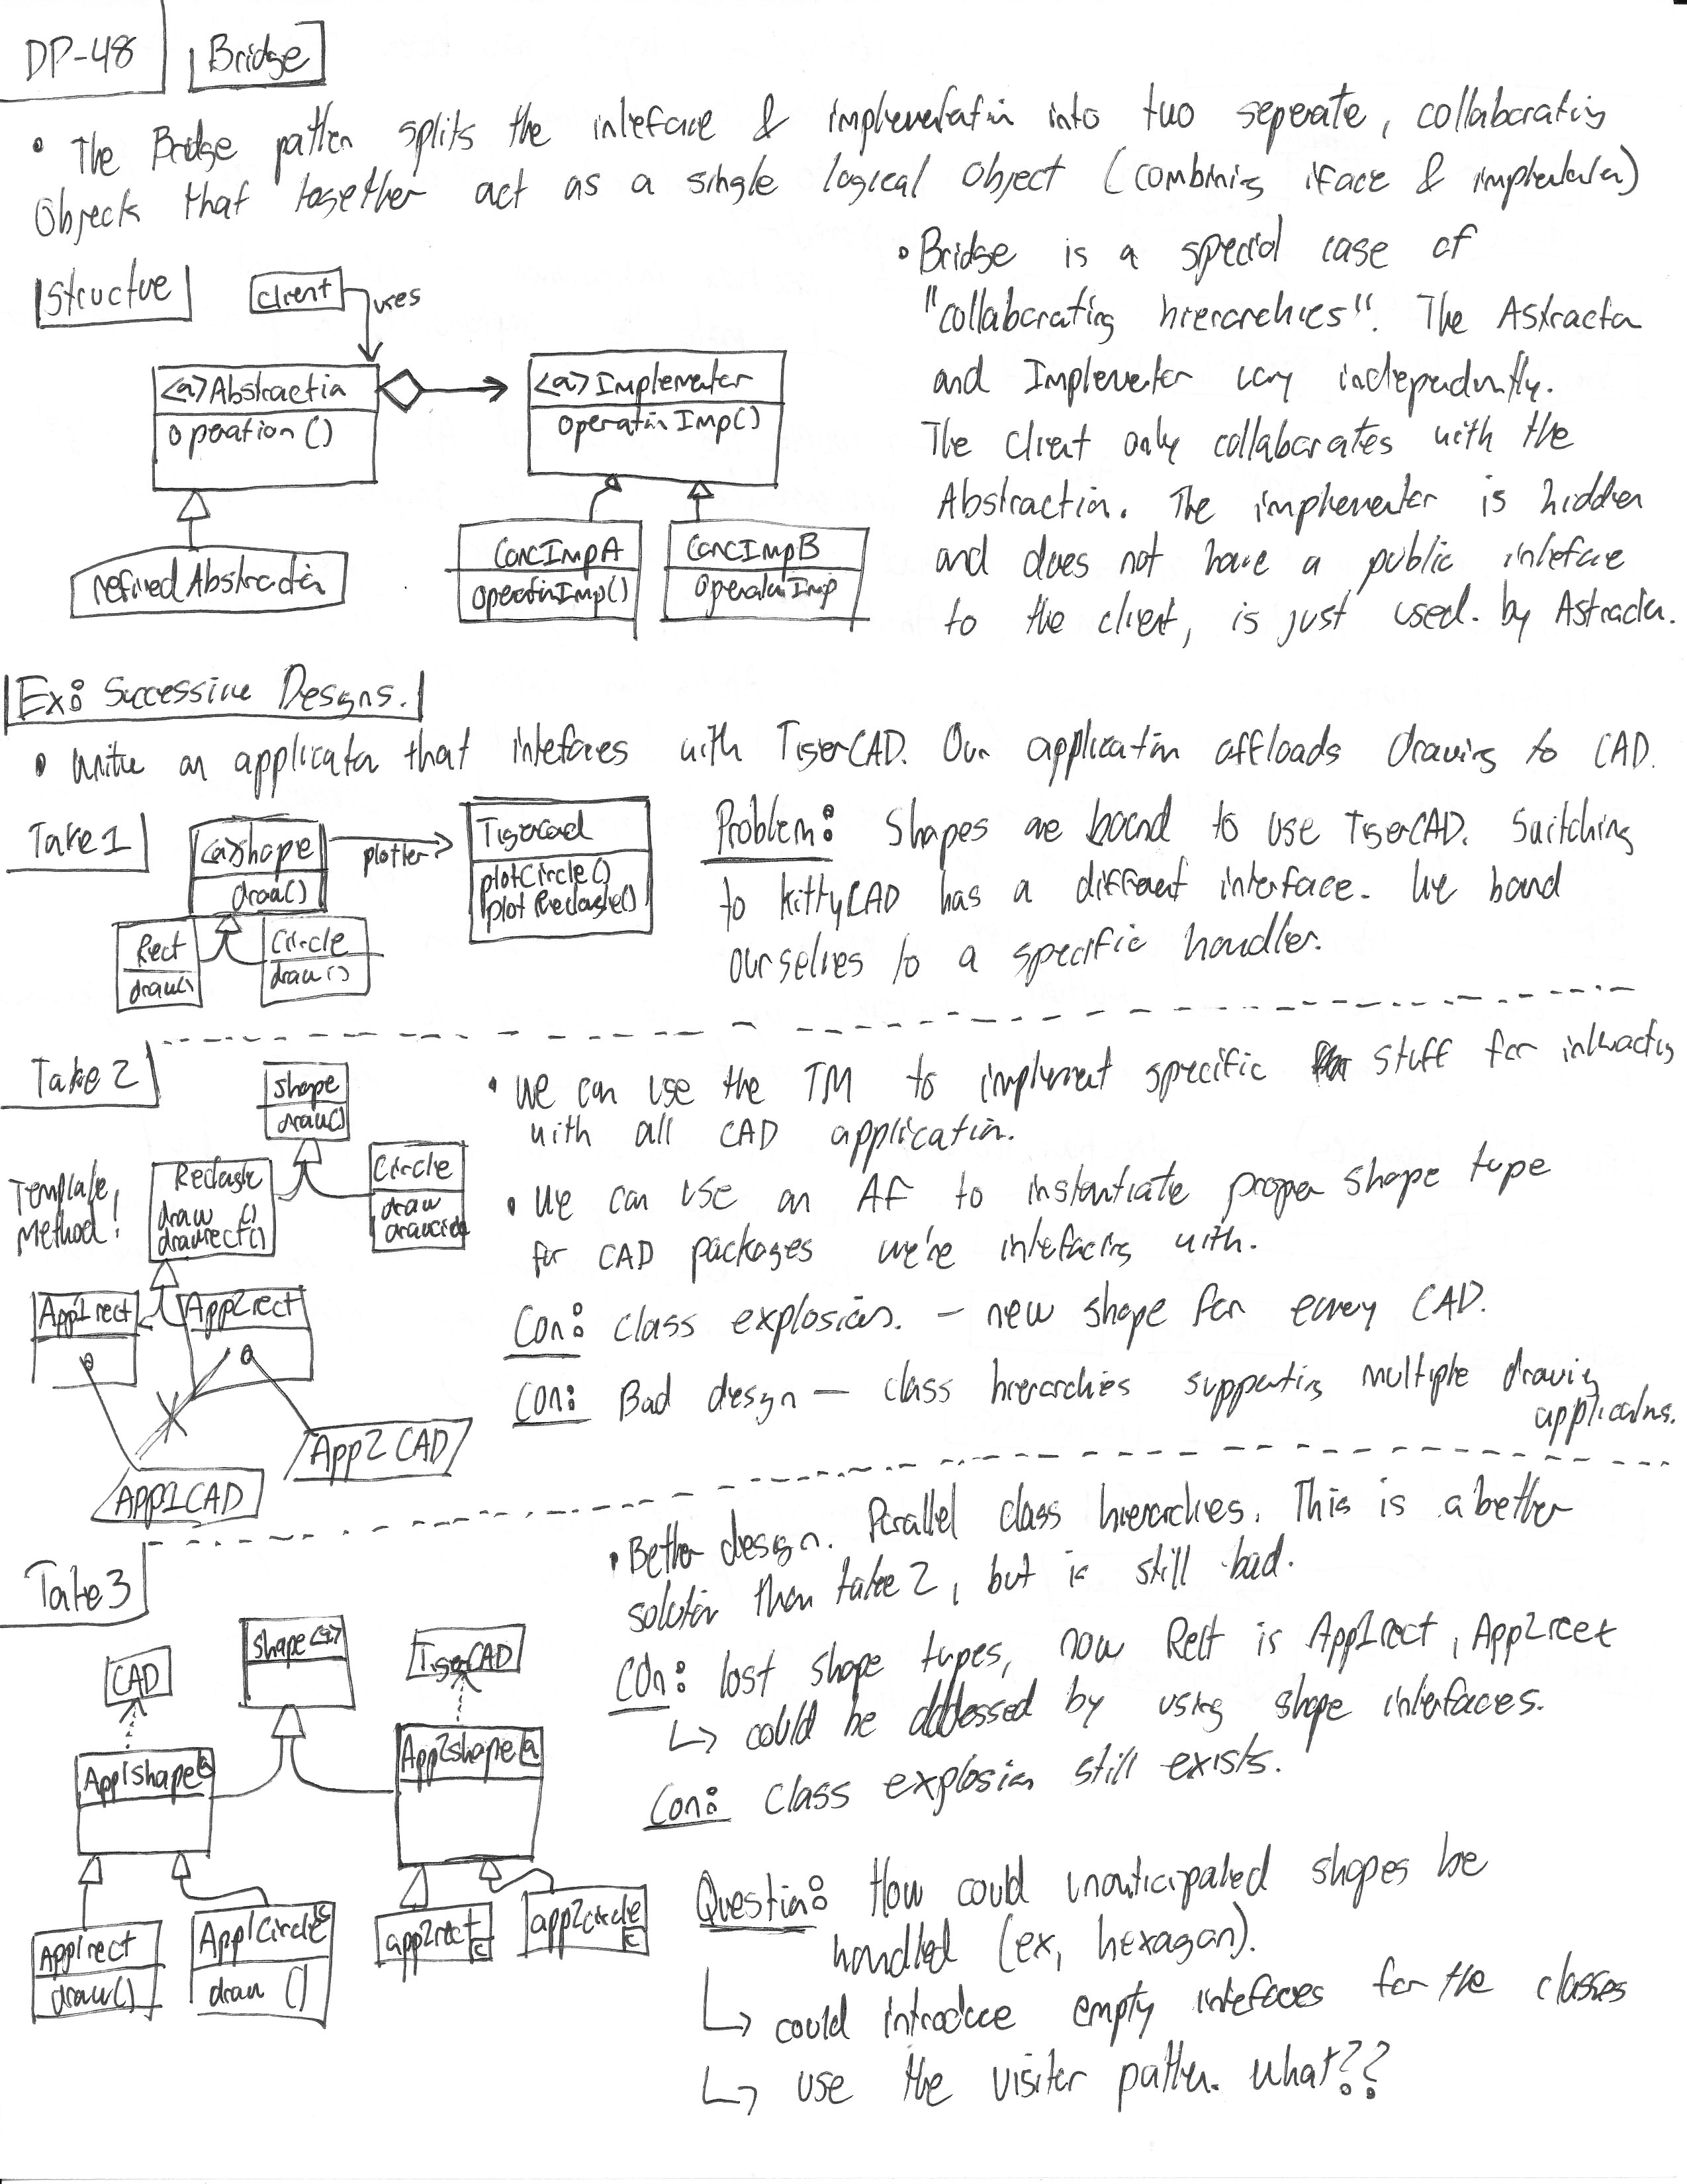 DP-48
Bridge
• The Bridge pattern splits the interface & implementation into two seperate, collaborating
objects that together act as a single logical object (combining iface & implementation)
Structure
client
uses
<a>Abstraction
operation()
<a>Implementer
operationImp()
refined Abstraction
ConcImpA
operationImp()
ConcImpB
operationImp
• Bridge is a special case of
"collaborating hierarchies". The Astraction
and Implementer vary independently.
The client only collaborates with the
Abstraction. The implementer is hidden
and does not have a public interface
to the client, is just used. by Astraction.
Ex: Successive Designs.
• Write an application that interfaces with TigerCAD. Our application offloads drawing to CAD.
Take 1
<a>shape
draw()
plotter
Tigercad
plotCircle()
plotRectangle()
Rect
draw()
Circle
draw()
Problem: Shapes are bound to use TigerCAD. Switching
to KittyCAD has a different interface. We bound
ourselves to a specific handler.
Take 2
shape
draw()
Template
Method!
Rectangle
draw ()
drawrect()
Circle
draw
drawcircle
App1rect
App2rect
App1CAD
App2 CAD
• We can use the TM to implement specific stuff for interacting
with all CAD application.
• We can use an AF to instantiate proper shape type
for CAD packages we're interfacing with.
Con: class explosion. - new shape for every CAD.
Con: Bad design - class hierarchies supporting multiple drawing
applications.
Take 3
CAD
shape<a>
TigerCAD
App1shape a
App2shape a
App1rect
draw()
App1Circle c
draw ()
app2rect c
app2circle c
• Better design. Parallel class hierarchies. This is a better
solution than take 2, but is still bad.
Con: lost shape types, now Rect is App1rect, App2rect
↳ could be addressed by using shape interfaces.
Con: class explosion still exists.
Question: How could unanticipated shapes be
handled (ex, hexagon).
↳ could introduce empty interfaces for the classes
↳ use the visitor pattern. what??